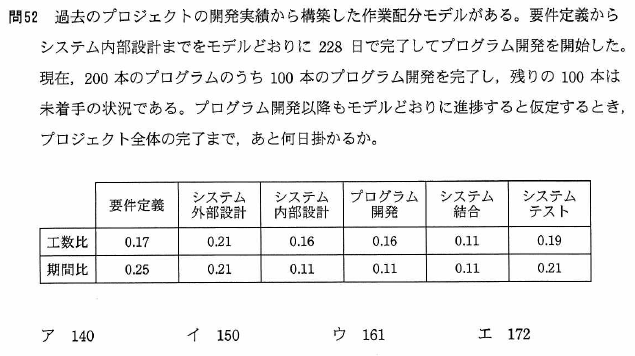 問52 過去のプロジェクトの開発実績から構築した作業配分モデルがある。要件定義から
システム内部設計までをモデルどおりに 228 日で完了してプログラム開発を開始した。
現在，200 本のプログラムのうち 100 本のプログラム開発を完了し，残りの 100 本は
未着手の状況である。プログラム開発以降もモデルどおりに進捗すると仮定するとき，
プロジェクト全体の完了まで，あと何日掛かるか。
要件定義 システム外部設計 システム内部設計 プログラム開発 システム結合 システムテスト
工数比 0.17 0.21 0.16 0.16 0.11 0.19
期間比 0.25 0.21 0.11 0.11 0.11 0.21
ア 140 イ 150 ウ 161 エ 172